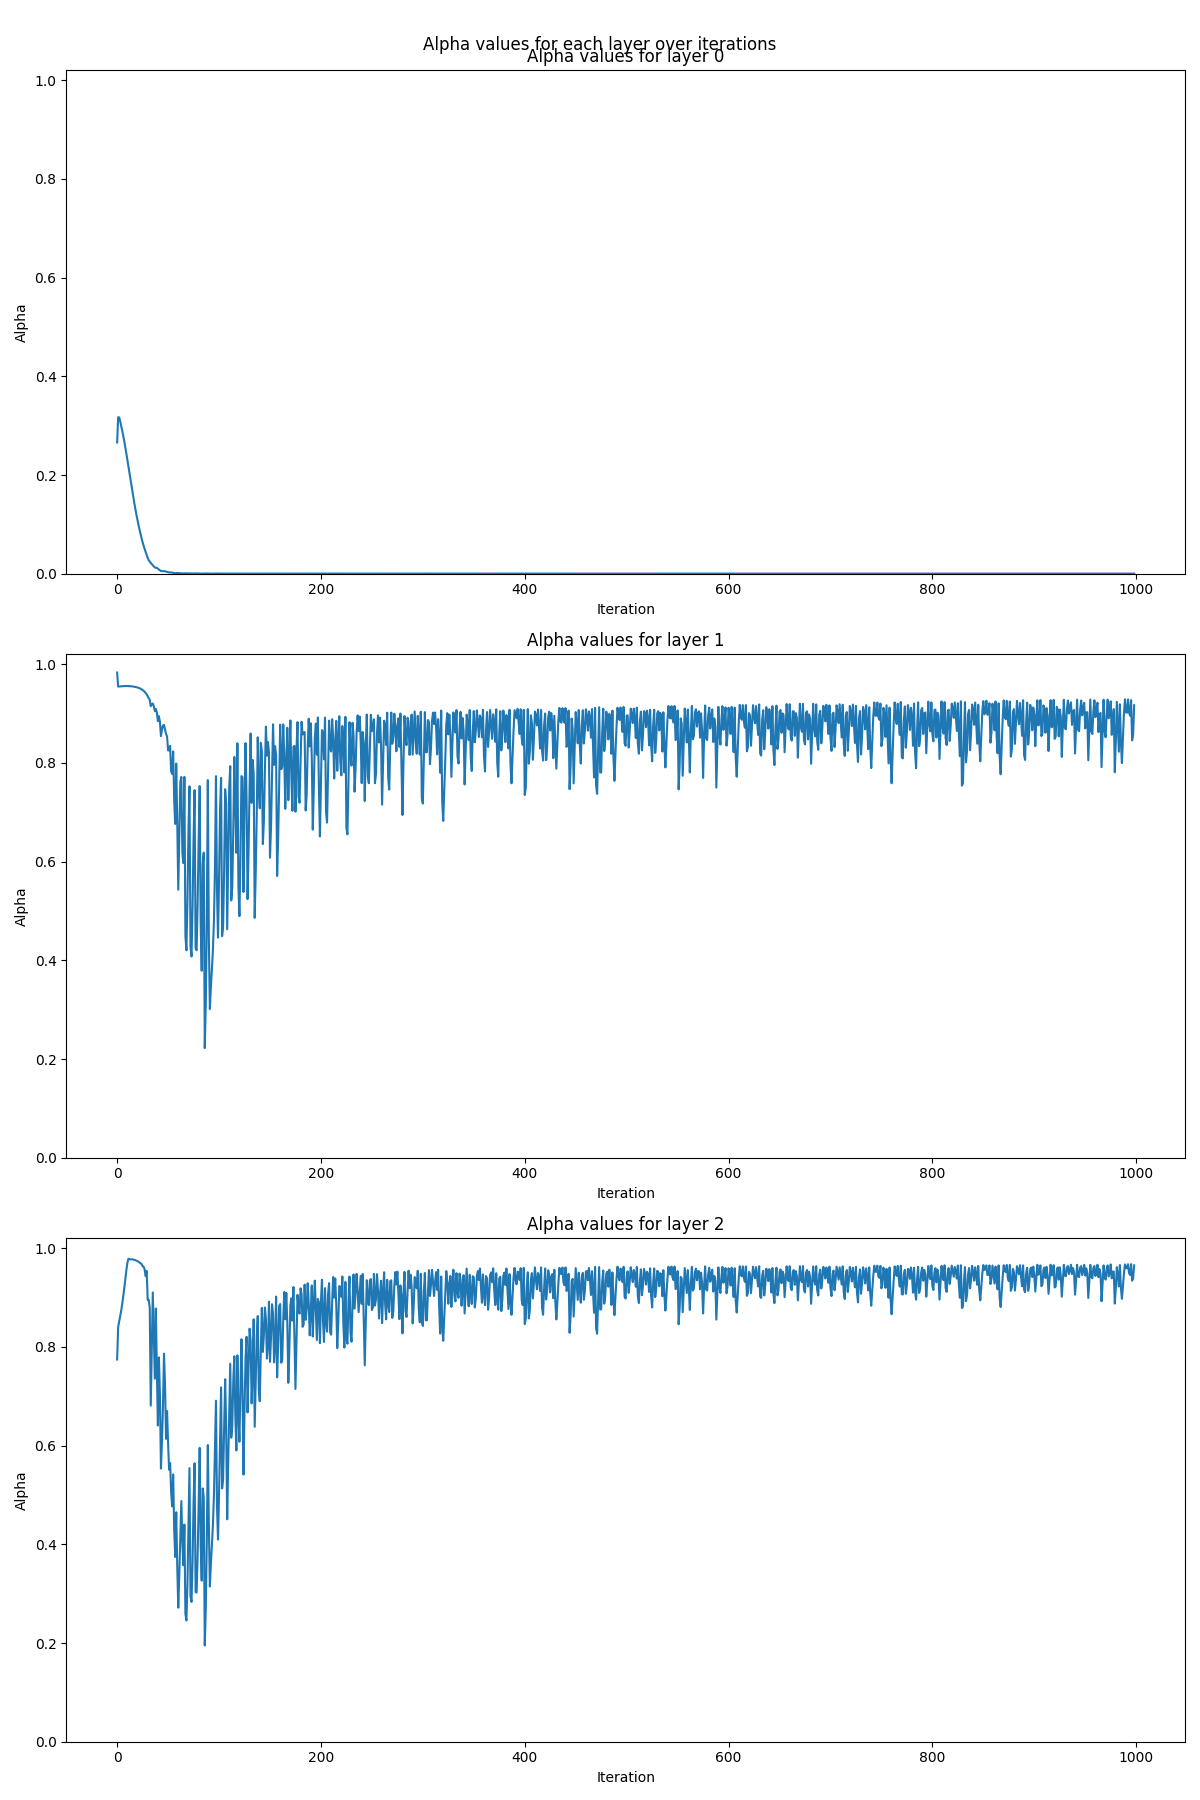 Alpha values for each layer over iterations
Alpha values for layer 0
1.0
0.8
0.6
0.4
0.2
0.0
Alpha
0 200 400 600 800 1000
Iteration
Alpha values for layer 1
1.0
0.8
0.6
0.4
0.2
0.0
Alpha
0 200 400 600 800 1000
Iteration
Alpha values for layer 2
1.0
0.8
0.6
0.4
0.2
0.0
Alpha
0 200 400 600 800 1000
Iteration